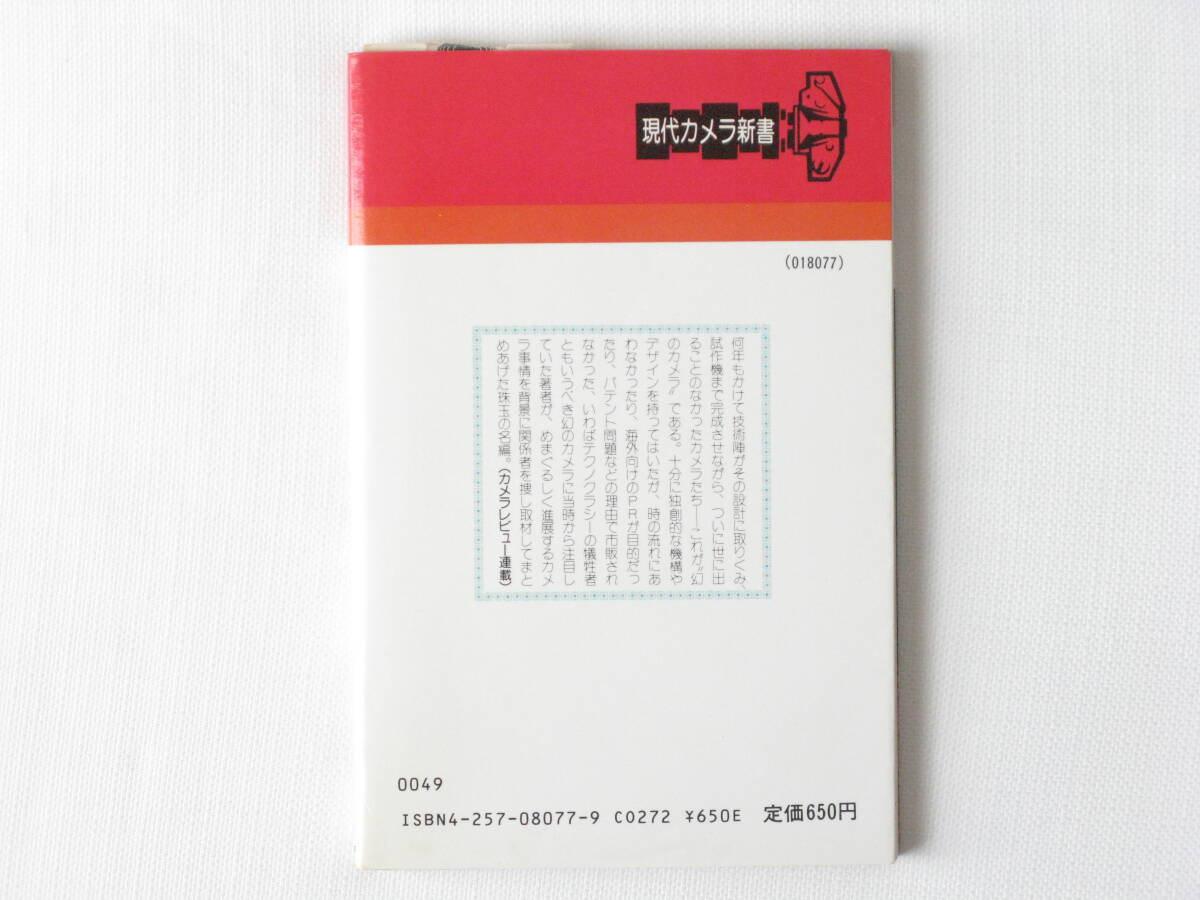 現代カメラ新書
(018077)
何年もかけて技術陣がその設計に取りくみ、
試作機まで完成させながら、ついに世に出
ることのなかったカメラたち——これが〝幻
のカメラ〟である。十分に独創的な機構や
デザインを持ってはいたが、時の流れにあ
わなかったり、海外向けのPRが目的だっ
たり、パテント問題などの理由で市販され
なかった、いわばテクノクラシーの犠牲者
ともいうべき幻のカメラに当時から注目し
ていた著者が、めまぐるしく進展するカメ
ラ事情を背景に関係者を捜し取材してまと
めあげた珠玉の名編。(カメラレビュー連載)
0049
ISBN4-257-08077-9 C0272 ¥650E 定価650円